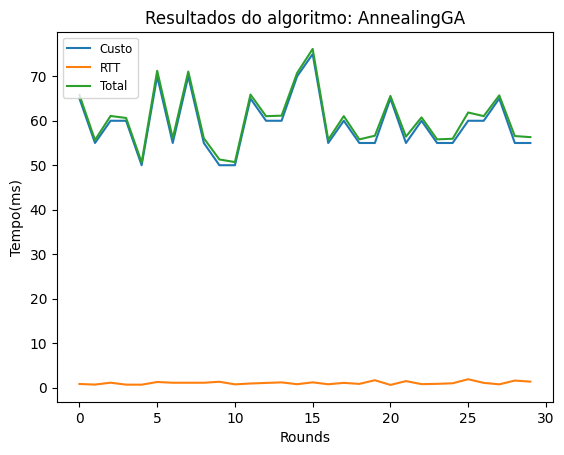 Resultados do algoritmo: AnnealingGA
Custo
RTT
Total
Tempo(ms)
70
60
50
40
30
20
10
0
0 5 10 15 20 25 30
Rounds